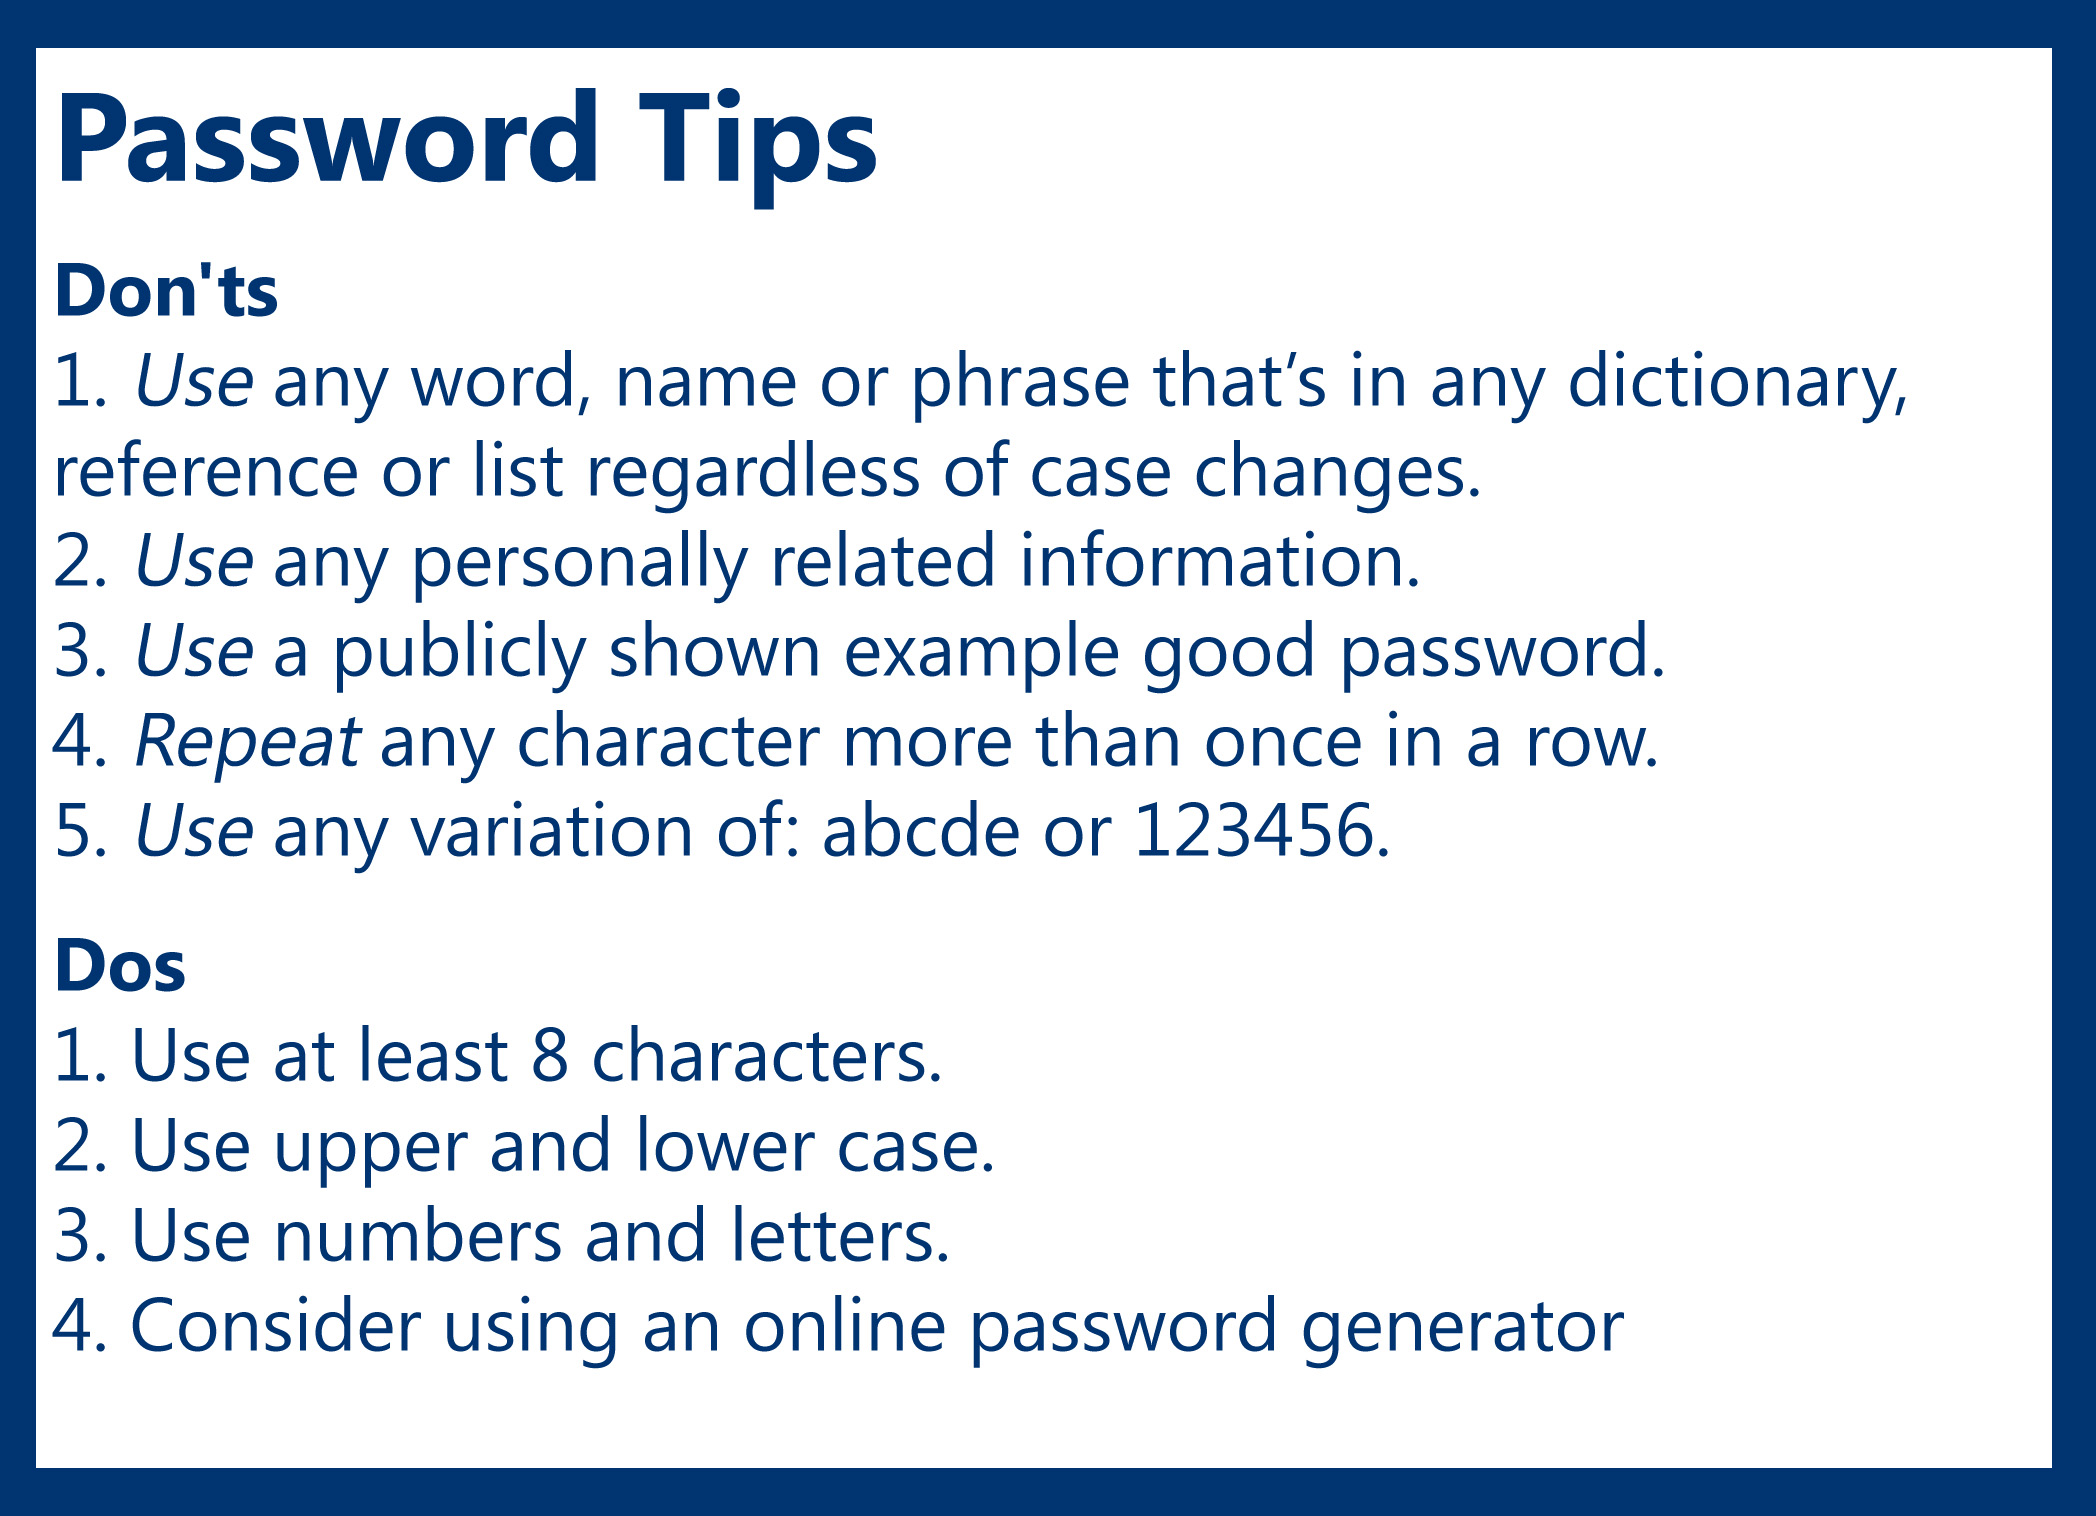 Password Tips
Don'ts
1. Use any word, name or phrase that’s in any dictionary,
reference or list regardless of case changes.
2. Use any personally related information.
3. Use a publicly shown example good password.
4. Repeat any character more than once in a row.
5. Use any variation of: abcde or 123456.
Dos
1. Use at least 8 characters.
2. Use upper and lower case.
3. Use numbers and letters.
4. Consider using an online password generator